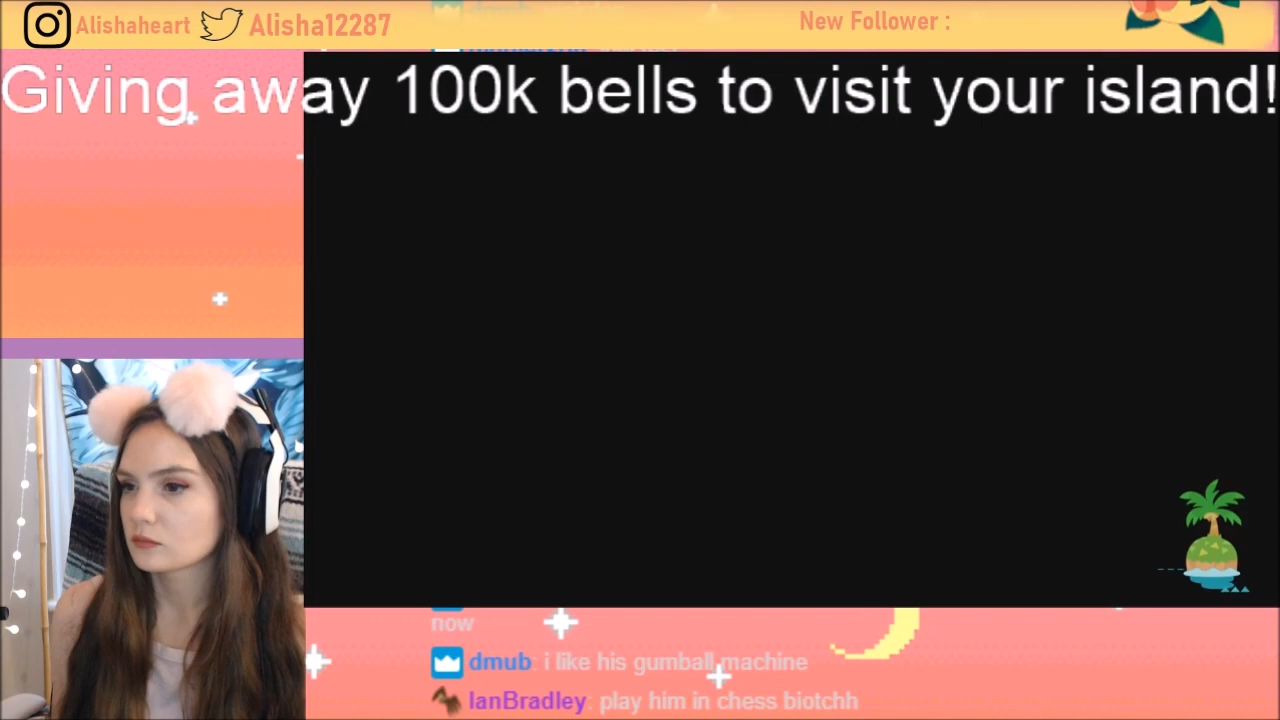 Alishaheart
Alisha12287
New Follower :
Giving away 100k bells to visit your island!
now
dmub: i like his gumball machine
IanBradley: play him in chess biotchh